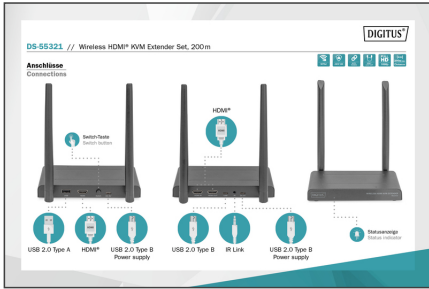 DIGITUS®
DS-55321 // Wireless HDMI® KVM Extender Set, 200m
Anschlüsse
Connections
HDMI®
Switch-Taste
Switch button
Statusanzeige
Status indicator
USB 2.0 Type A
HDMI®
USB 2.0 Type B
Power supply
USB 2.0 Type B
IR Link
USB 2.0 Type B
Power supply